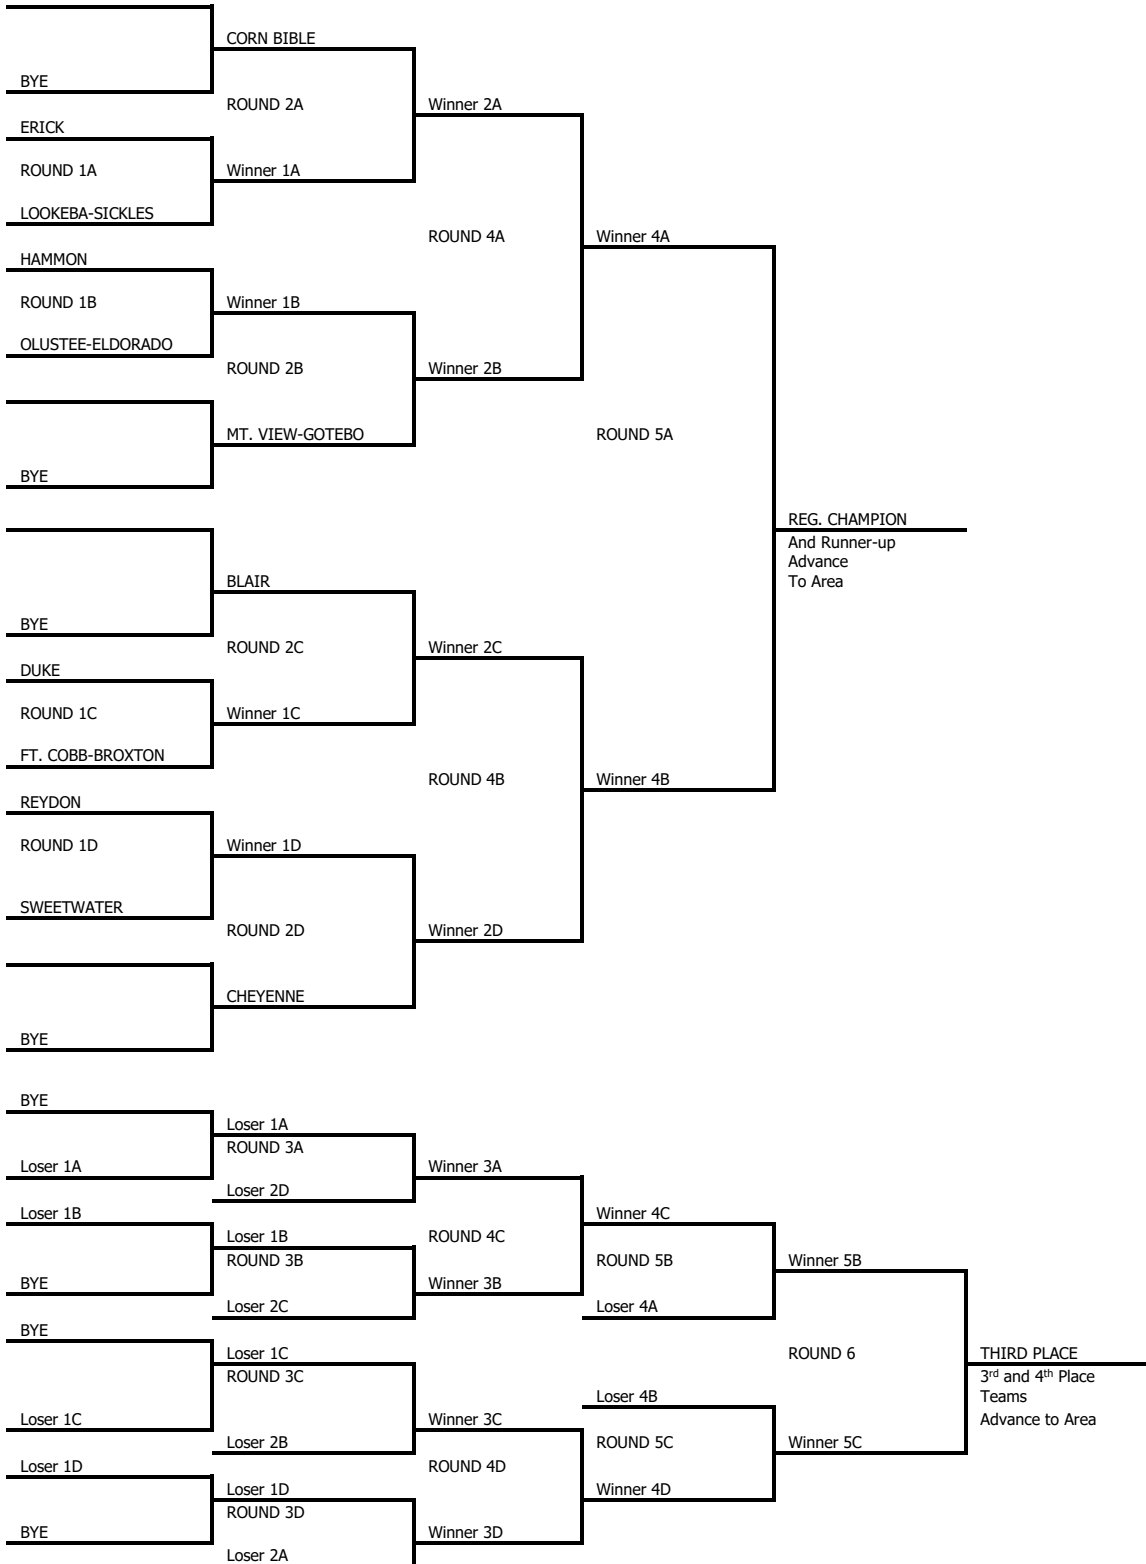 CORN BIBLE
BYE
ROUND 2A
Winner 2A
ERICK
ROUND 1A
Winner 1A
LOOKEBA-SICKLES
ROUND 4A
Winner 4A
HAMMON
ROUND 1B
Winner 1B
OLUSTEE-ELDORADO
ROUND 2B
Winner 2B
MT. VIEW-GOTEBO
ROUND 5A
BYE
REG. CHAMPION
And Runner-up
Advance
To Area
BLAIR
BYE
ROUND 2C
Winner 2C
DUKE
ROUND 1C
Winner 1C
FT. COBB-BROXTON
ROUND 4B
Winner 4B
REYDON
ROUND 1D
Winner 1D
SWEETWATER
ROUND 2D
Winner 2D
CHEYENNE
BYE
BYE
Loser 1A
ROUND 3A
Loser 1A
Winner 3A
Loser 2D
Loser 1B
Winner 4C
Loser 1B
ROUND 4C
ROUND 3B
ROUND 5B
Winner 5B
BYE
Winner 3B
Loser 2C
Loser 4A
BYE
Loser 1C
ROUND 6
THIRD PLACE
ROUND 3C
3rd and 4th Place
Teams
Advance to Area
Loser 4B
Loser 1C
Winner 3C
Loser 2B
ROUND 5C
Winner 5C
Loser 1D
ROUND 4D
Loser 1D
Winner 4D
ROUND 3D
BYE
Winner 3D
Loser 2A